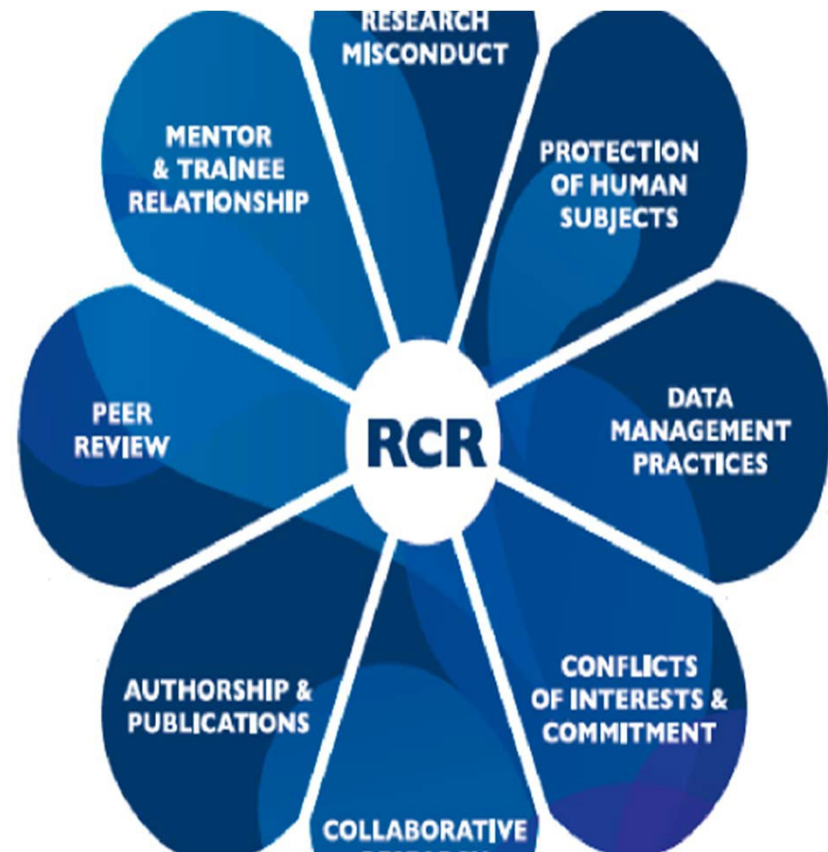 RESEARCH
MISCONDUCT
PROTECTION
OF HUMAN
SUBJECTS
DATA
MANAGEMENT
PRACTICES
CONFLICTS
OF INTERESTS &
COMMITMENT
COLLABORATIVE
RESEARCH
AUTHORSHIP &
PUBLICATIONS
PEER
REVIEW
MENTOR
& TRAINEE
RELATIONSHIP
RCR